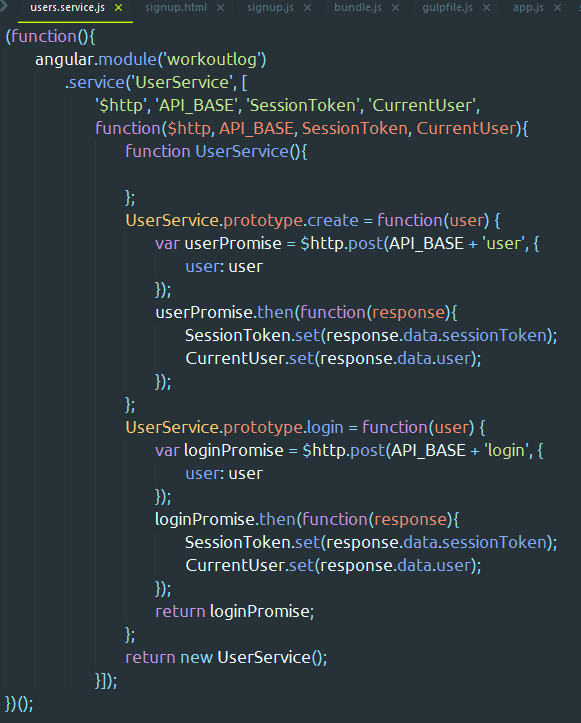 users.service.js × signup.html × signup.js × bundle.js × gulpfile.js × app.js ×
(function(){
    angular.module('workoutlog')
        .service('UserService', [
            '$http', 'API_BASE', 'SessionToken', 'CurrentUser',
            function($http, API_BASE, SessionToken, CurrentUser){
                function UserService(){

                };
                UserService.prototype.create = function(user) {
                    var userPromise = $http.post(API_BASE + 'user', {
                        user: user
                    });
                    userPromise.then(function(response){
                        SessionToken.set(response.data.sessionToken);
                        CurrentUser.set(response.data.user);
                    });
                };
                UserService.prototype.login = function(user) {
                    var loginPromise = $http.post(API_BASE + 'login', {
                        user: user
                    });
                    loginPromise.then(function(response){
                        SessionToken.set(response.data.sessionToken);
                        CurrentUser.set(response.data.user);
                    });
                    return loginPromise;
                };
                return new UserService();
            }]);
})();